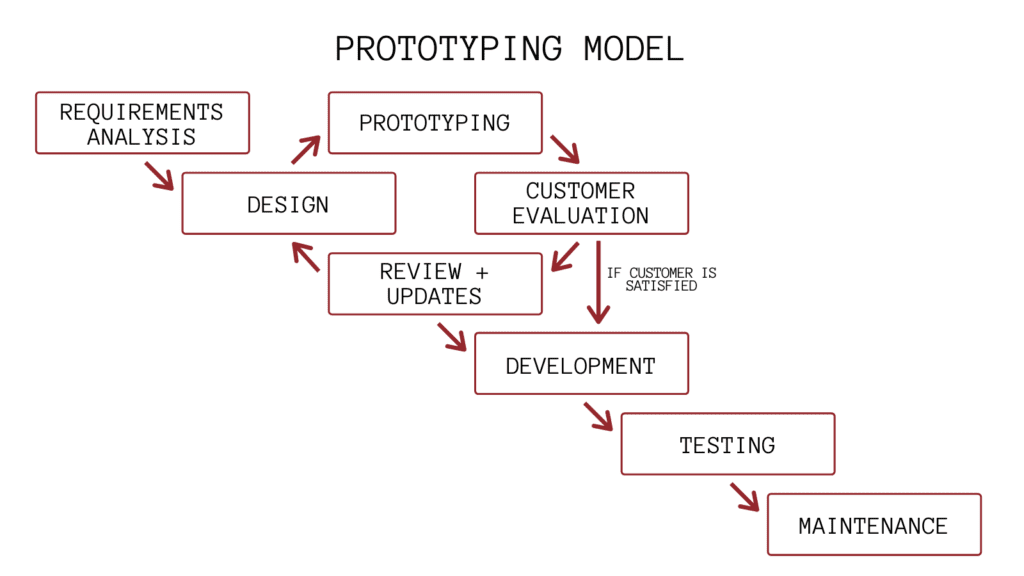 PROTOTYPING MODEL
REQUIREMENTS
ANALYSIS
PROTOTYPING
DESIGN
CUSTOMER
EVALUATION
REVIEW +
UPDATES
IF CUSTOMER IS
SATISFIED
DEVELOPMENT
TESTING
MAINTENANCE